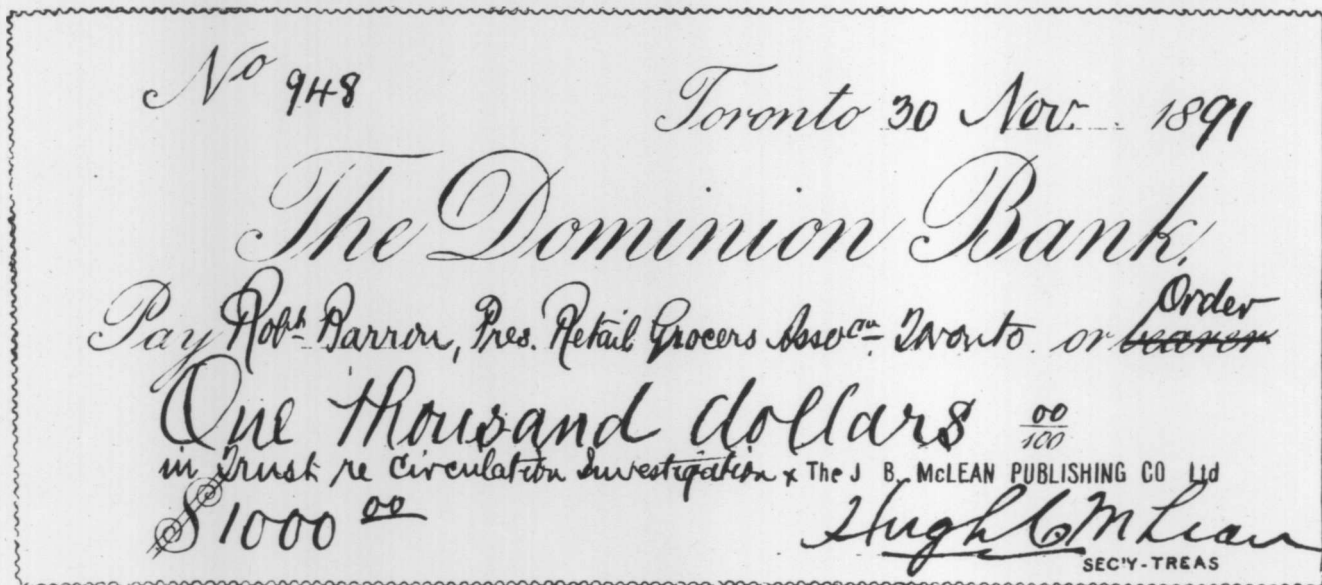 No 948
Toronto 30 Nov. 1891
The Dominion Bank.
Order
Pay Robt Barron, Pres. Retail Grocers Assocn Toronto. or bearer
One thousand dollars 00/100
in Trust re Circulation Investigation x The J B. McLEAN PUBLISHING CO Ltd
$1000 00
Hugh C McLean
SEC'Y-TREAS